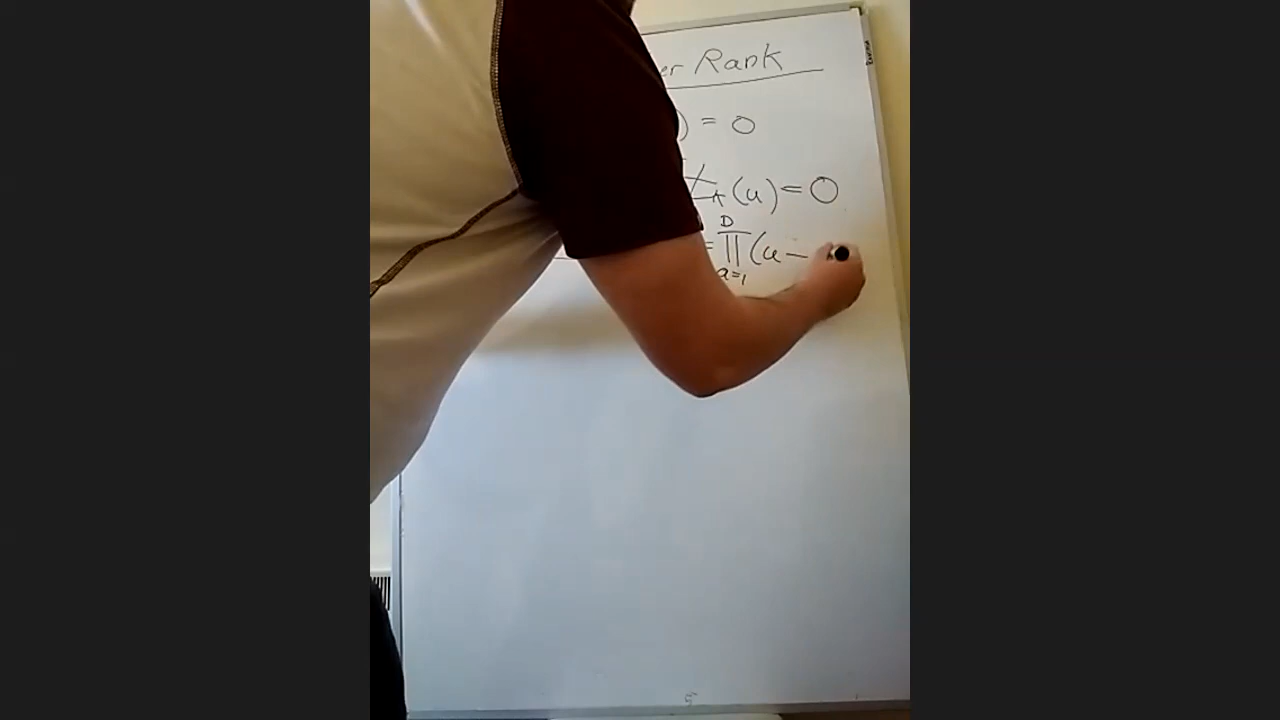 er Rank
) = 0
(u) = 0
= ∏_{a=1}^{D} (u −